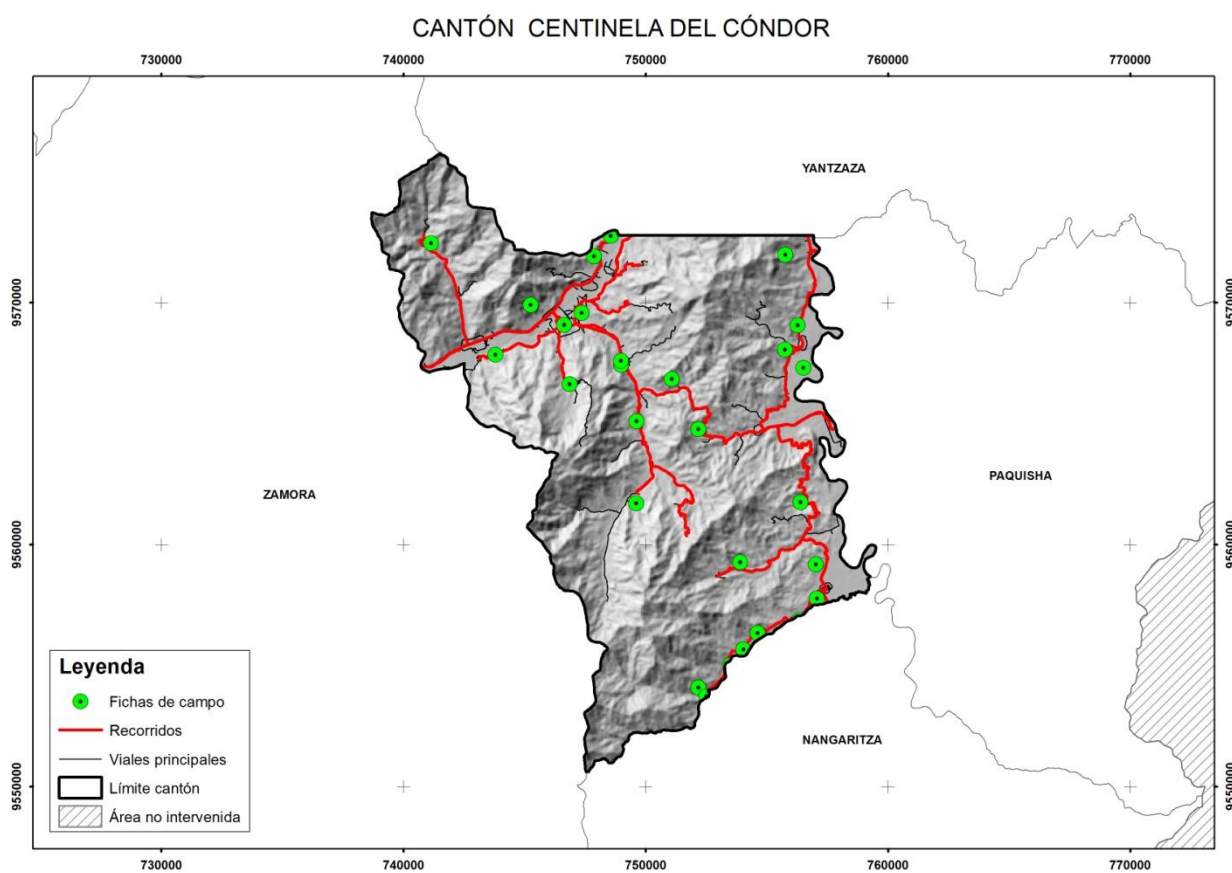 CANTÓN CENTINELA DEL CÓNDOR
730000 740000 750000 760000 770000
YANTZAZA
9570000 9570000
ZAMORA
PAQUISHA
9560000 9560000
NANGARITZA
9550000 9550000
Leyenda
Fichas de campo
Recorridos
Viales principales
Límite cantón
Área no intervenida
730000 740000 750000 760000 770000